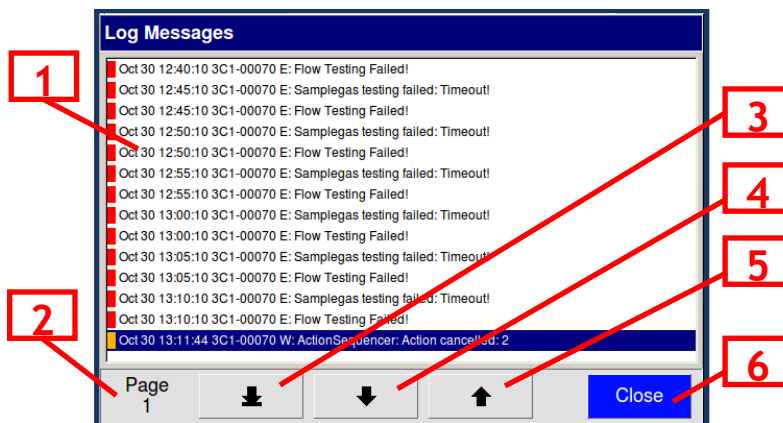 Log Messages
Oct 30 12:40:10 3C1-00070 E: Flow Testing Failed!
Oct 30 12:45:10 3C1-00070 E: Samplegas testing failed: Timeout!
Oct 30 12:45:10 3C1-00070 E: Flow Testing Failed!
Oct 30 12:50:10 3C1-00070 E: Samplegas testing failed: Timeout!
Oct 30 12:50:10 3C1-00070 E: Flow Testing Failed!
Oct 30 12:55:10 3C1-00070 E: Samplegas testing failed: Timeout!
Oct 30 12:55:10 3C1-00070 E: Flow Testing Failed!
Oct 30 13:00:10 3C1-00070 E: Samplegas testing failed: Timeout!
Oct 30 13:00:10 3C1-00070 E: Flow Testing Failed!
Oct 30 13:05:10 3C1-00070 E: Samplegas testing failed: Timeout!
Oct 30 13:05:10 3C1-00070 E: Flow Testing Failed!
Oct 30 13:10:10 3C1-00070 E: Samplegas testing failed: Timeout!
Oct 30 13:10:10 3C1-00070 E: Flow Testing Failed!
Oct 30 13:11:44 3C1-00070 W: ActionSequencer: Action cancelled: 2
Page
1
Close
1
2
3
4
5
6